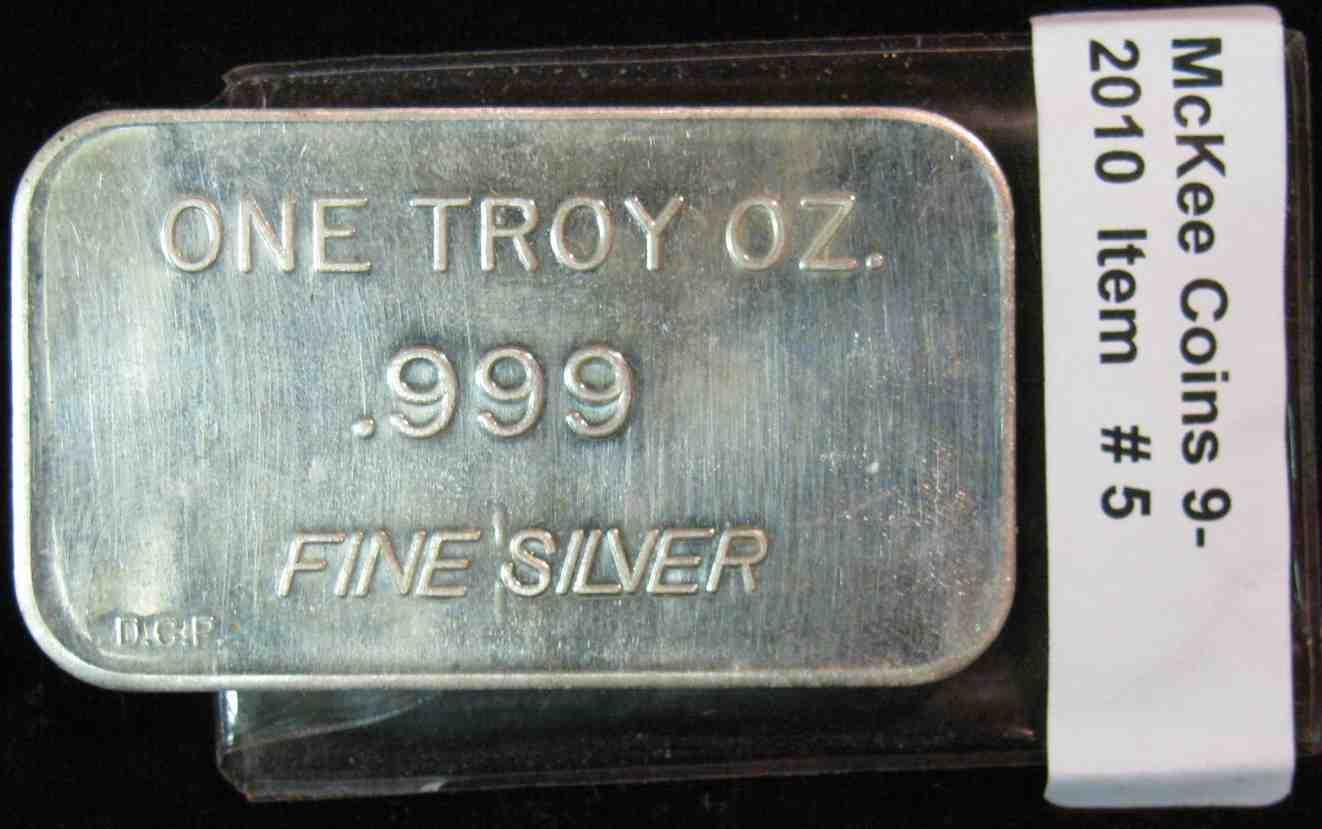 ONE TROY OZ.
.999
FINE SILVER
D.G.F.
McKee Coins 9-
2010 Item # 5